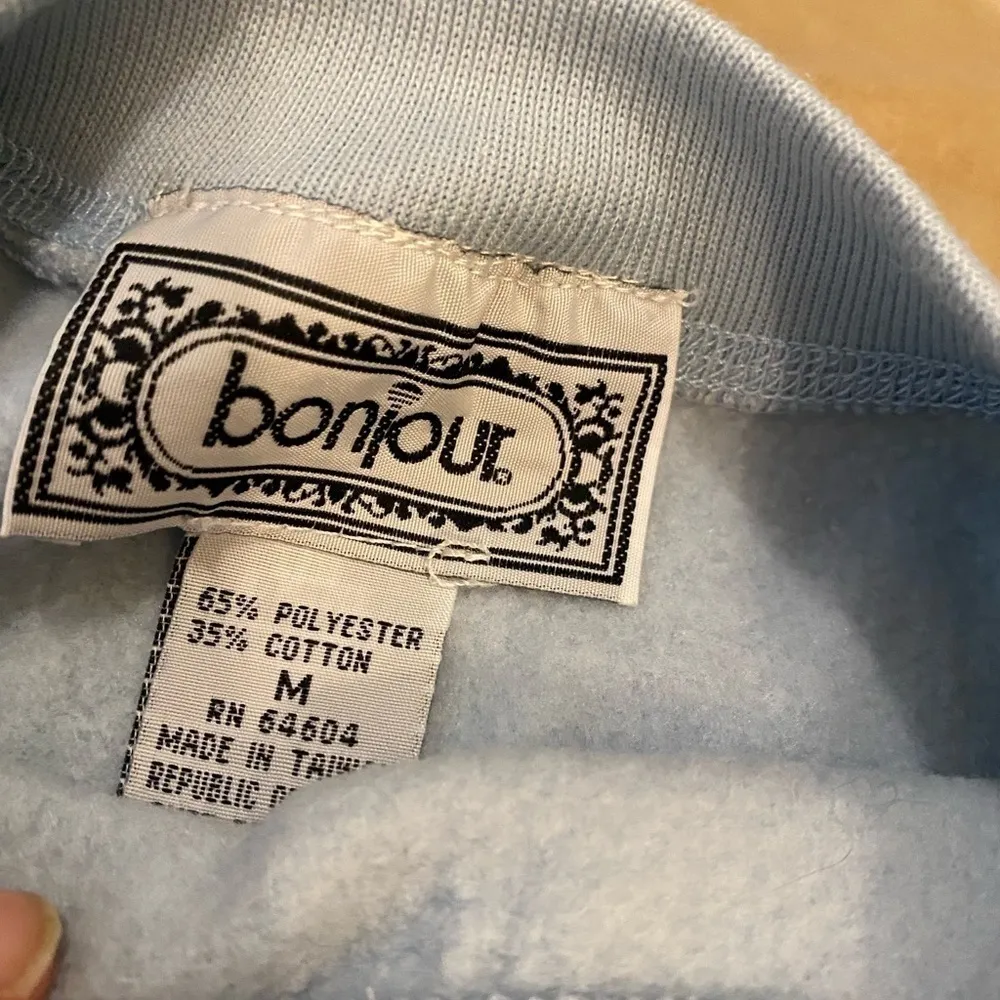 bonjour®
65% POLYESTER
35% COTTON
M
RN 64604
MADE IN
REPUBLIC